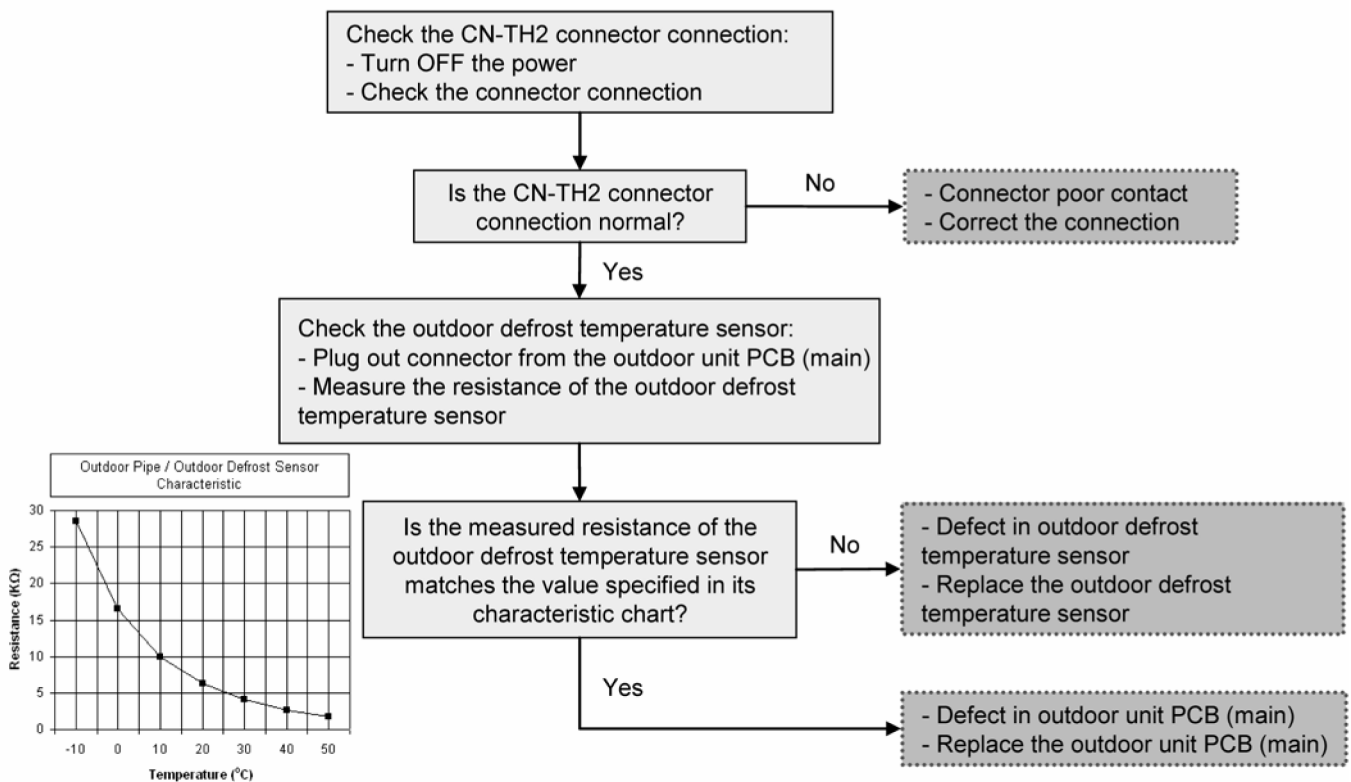 Check the CN-TH2 connector connection:
- Turn OFF the power
- Check the connector connection
Is the CN-TH2 connector
connection normal?
No
- Connector poor contact
- Correct the connection
Yes
Check the outdoor defrost temperature sensor:
- Plug out connector from the outdoor unit PCB (main)
- Measure the resistance of the outdoor defrost
temperature sensor
Outdoor Pipe / Outdoor Defrost Sensor
Characteristic
30
25
20
15
10
5
0
Resistance (KΩ)
-10 0 10 20 30 40 50
Temperature (⁰C)
Is the measured resistance of the
outdoor defrost temperature sensor
matches the value specified in its
characteristic chart?
No
- Defect in outdoor defrost
temperature sensor
- Replace the outdoor defrost
temperature sensor
Yes
- Defect in outdoor unit PCB (main)
- Replace the outdoor unit PCB (main)